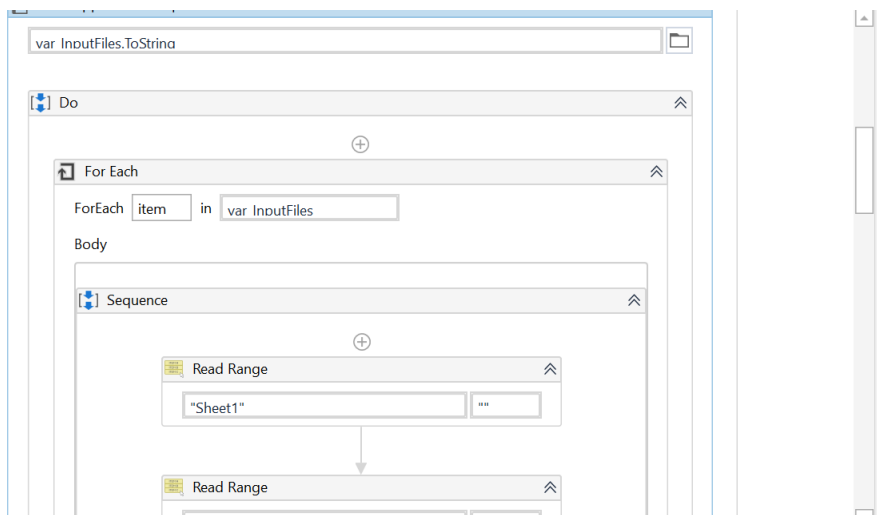 var_InputFiles.ToString
Do
For Each
ForEach item in var_InputFiles
Body
Sequence
Read Range
"Sheet1" ""
Read Range